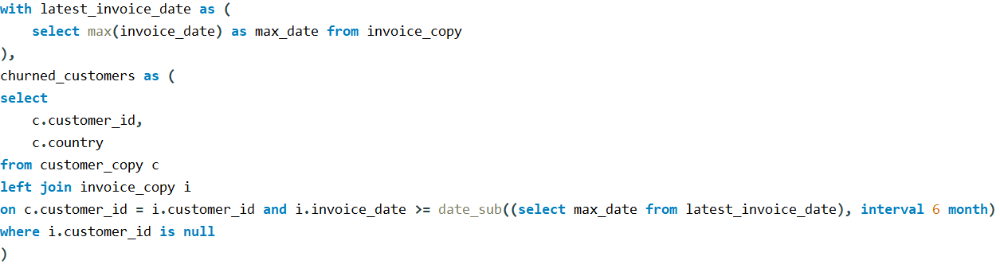 with latest_invoice_date as (
    select max(invoice_date) as max_date from invoice_copy
),
churned_customers as (
select
    c.customer_id,
    c.country
from customer_copy c
left join invoice_copy i
on c.customer_id = i.customer_id and i.invoice_date >= date_sub((select max_date from latest_invoice_date), interval 6 month)
where i.customer_id is null
)